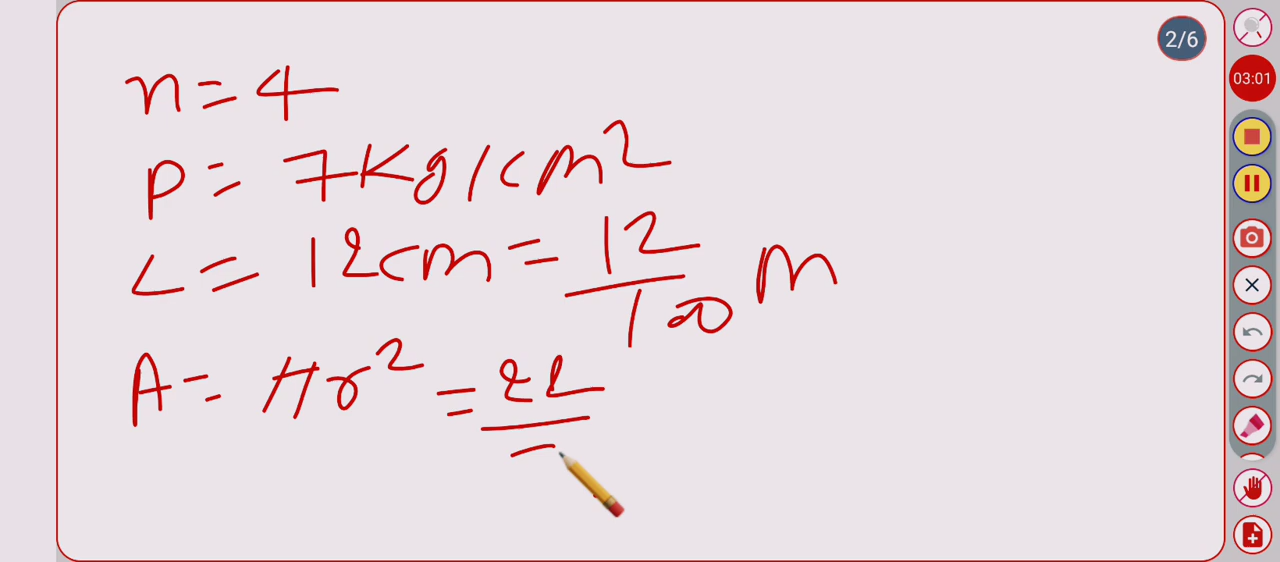 2/6
03:01
n = 4
P = 7Kg/cm²
L = 12cm = 12/100 m
A = πr² = 22/